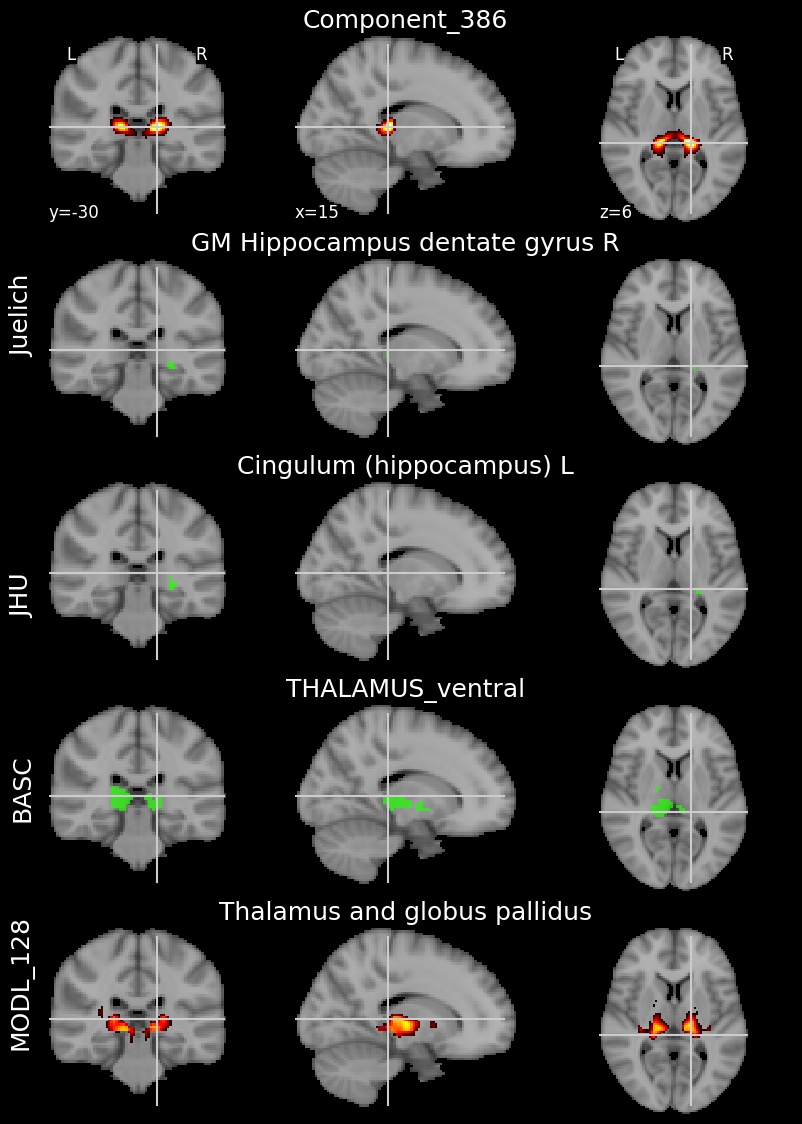 Component_386
L R L R
y=-30 x=15 z=6
GM Hippocampus dentate gyrus R
Juelich
Cingulum (hippocampus) L
JHU
THALAMUS_ventral
BASC
Thalamus and globus pallidus
MODL_128